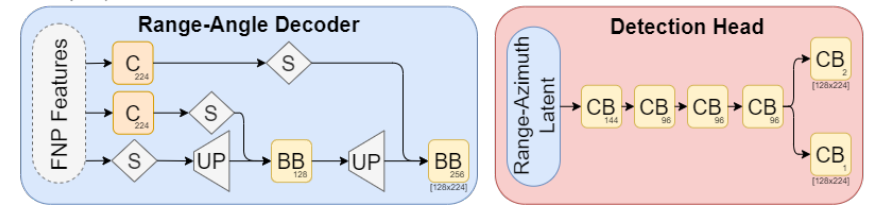 Range-Angle Decoder
FNP Features
C
224
S
C
224
S
S
UP
BB
128
UP
BB
256
[128x224]
Detection Head
Range-Azimuth
Latent
CB
144
CB
96
CB
96
CB
96
CB
2
[128x224]
CB
1
[128x224]